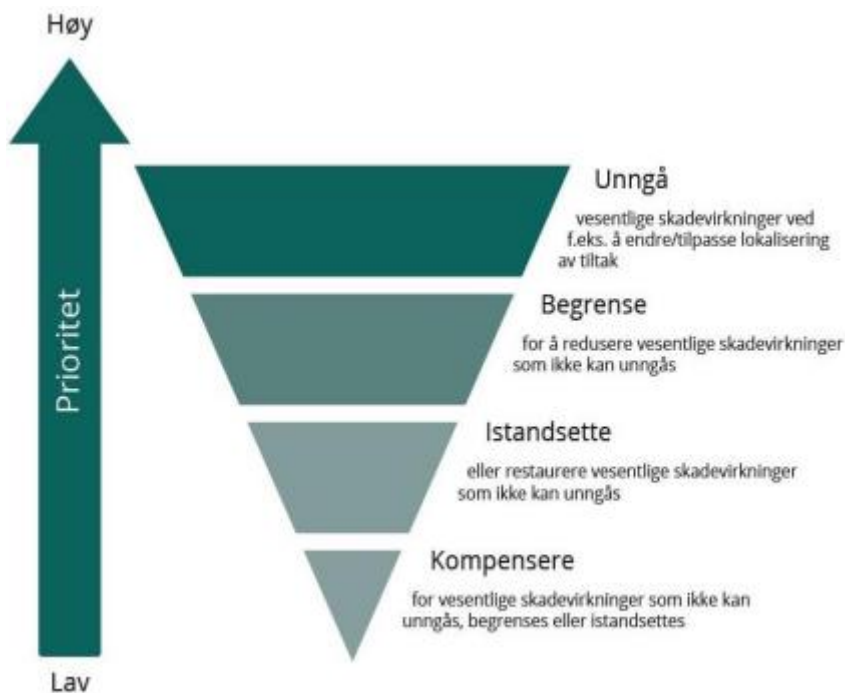 Høy
Prioritet
Unngå
vesentlige skadevirkninger ved
f.eks. å endre/tilpasse lokalisering
av tiltak
Begrense
for å redusere vesentlige skadevirkninger
som ikke kan unngås
Istandsette
eller restaurere vesentlige skadevirkninger
som ikke kan unngås
Kompensere
for vesentlige skadevirkninger som ikke kan
unngås, begrenses eller istandsettes
Lav